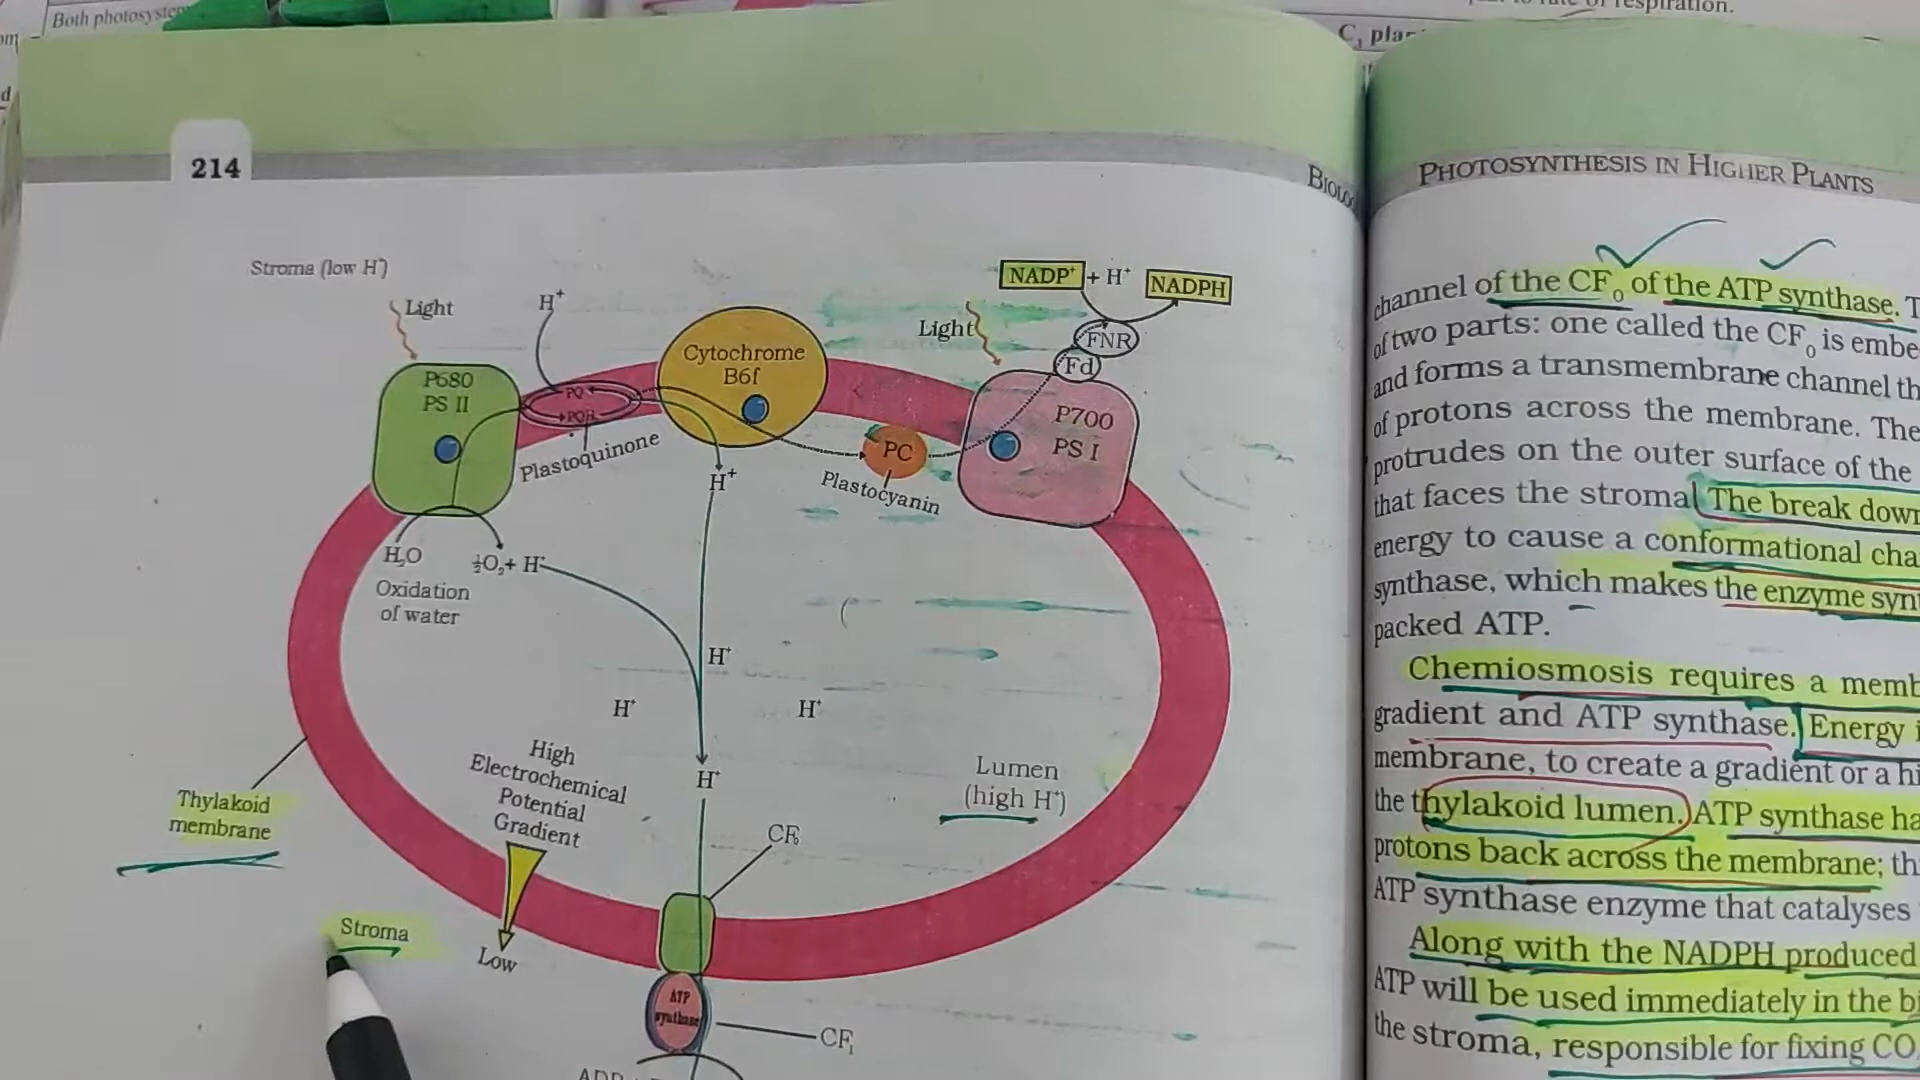 Both photosystem
respiration.
C₃ plan
214
Stroma (low H⁺)
Light
H⁺
P680
PS II
PQ
PQH
Plastoquinone
Cytochrome
B6f
H⁺
PC
Plastocyanin
Light
NADP⁺ + H⁺
NADPH
FNR
Fd
P700
PS I
H₂O
½O₂+ H⁺
Oxidation
of water
H⁺
H⁺
H⁺
H⁺
High
Electrochemical
Potential
Gradient
Low
Lumen
(high H⁺)
Thylakoid
membrane
Stroma
CF₀
ATP
synthase
CF₁
ADP
PHOTOSYNTHESIS IN HIGHER PLANTS
channel of the CF₀ of the ATP synthase. T
of two parts: one called the CF₀ is embe
and forms a transmembrane channel th
of protons across the membrane. The
protrudes on the outer surface of the
that faces the stroma. The break down
energy to cause a conformational cha
synthase, which makes the enzyme syn
packed ATP.
Chemiosmosis requires a memb
gradient and ATP synthase. Energy i
membrane, to create a gradient or a hi
the thylakoid lumen. ATP synthase ha
protons back across the membrane; th
ATP synthase enzyme that catalyses
Along with the NADPH produced
ATP will be used immediately in the bi
the stroma, responsible for fixing CO